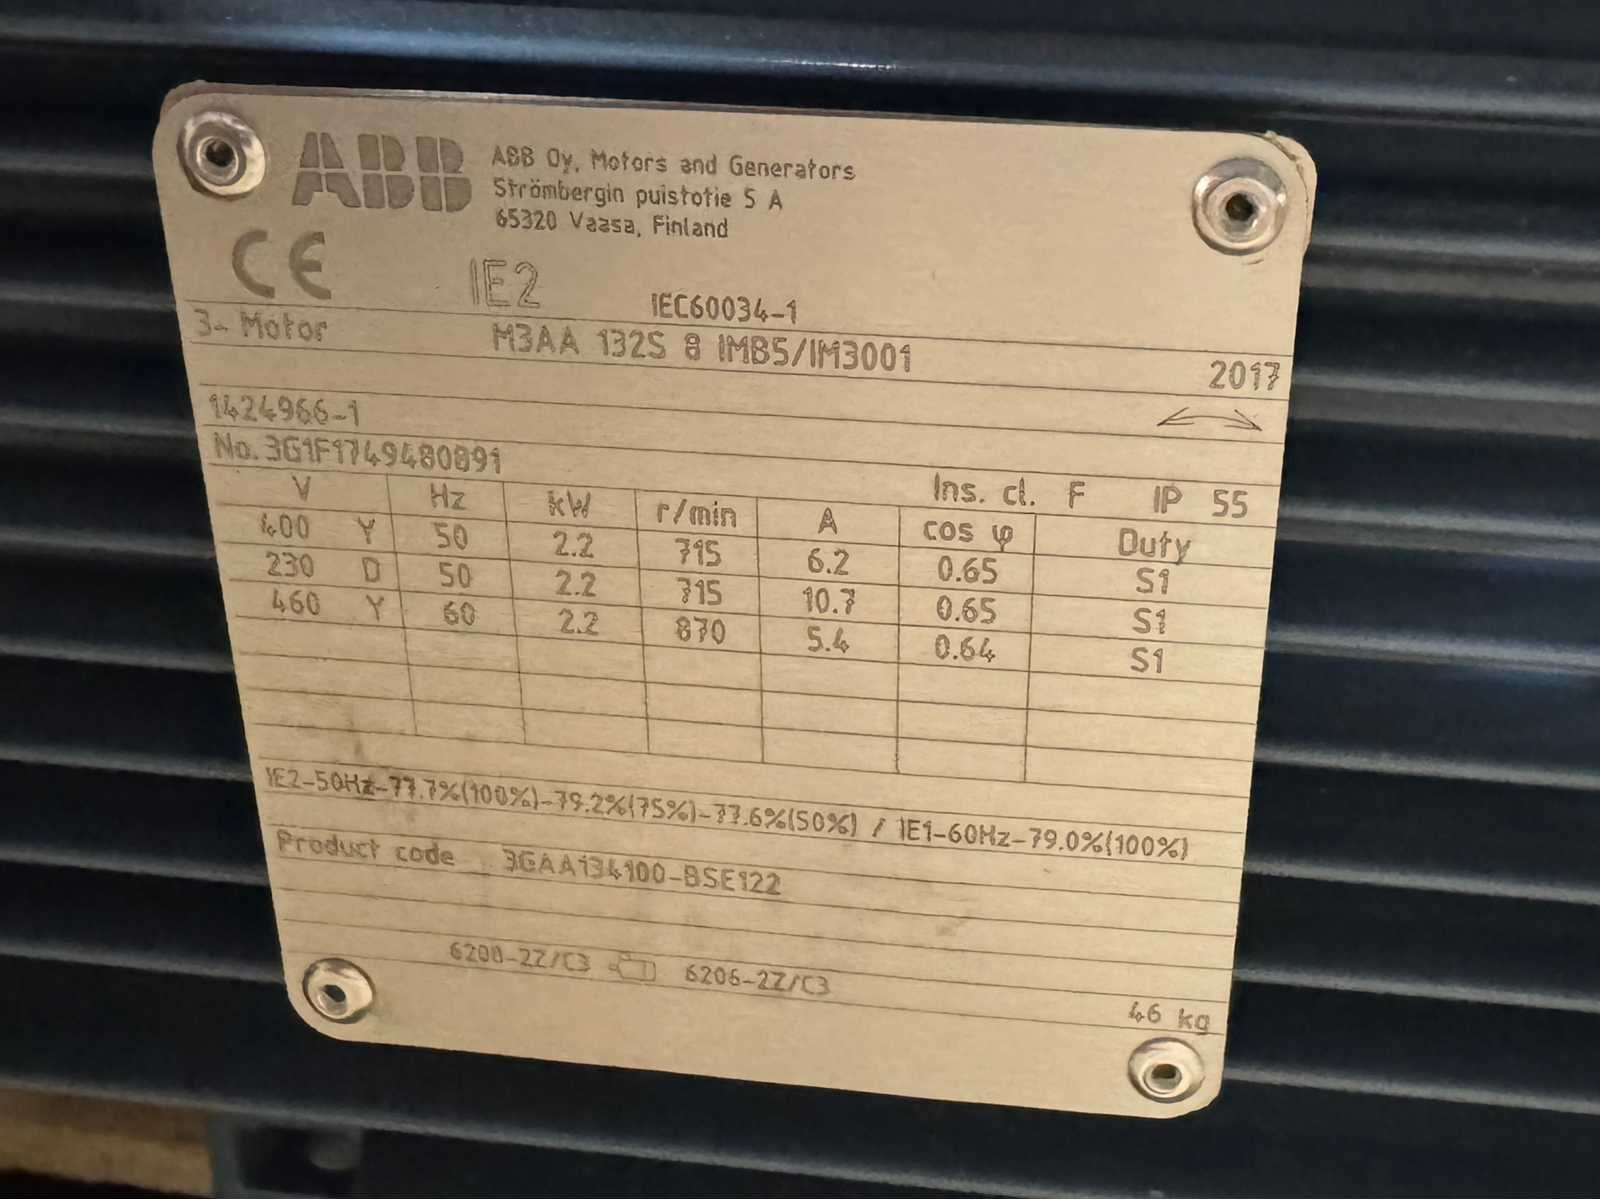 ABB
ABB Oy, Motors and Generators
Strömbergin puistotie 5 A
65320 Vaasa, Finland
CE IE2 IEC60034-1
3~ Motor M3AA 132S 8 IMB5/IM3001 2017
1424966-1
No. 3G1F1749480891 Ins. cl. F IP 55
V Hz kW r/min A cos φ Duty
400 Y 50 2.2 715 6.2 0.65 S1
230 D 50 2.2 715 10.7 0.65 S1
460 Y 60 2.2 870 5.4 0.64 S1
IE2-50Hz-77.7%(100%)-79.2%(75%)-77.6%(50%) / IE1-60Hz-79.0%(100%)
Product code 3GAA134100-BSE122
6208-2Z/C3 6206-2Z/C3
46 kg